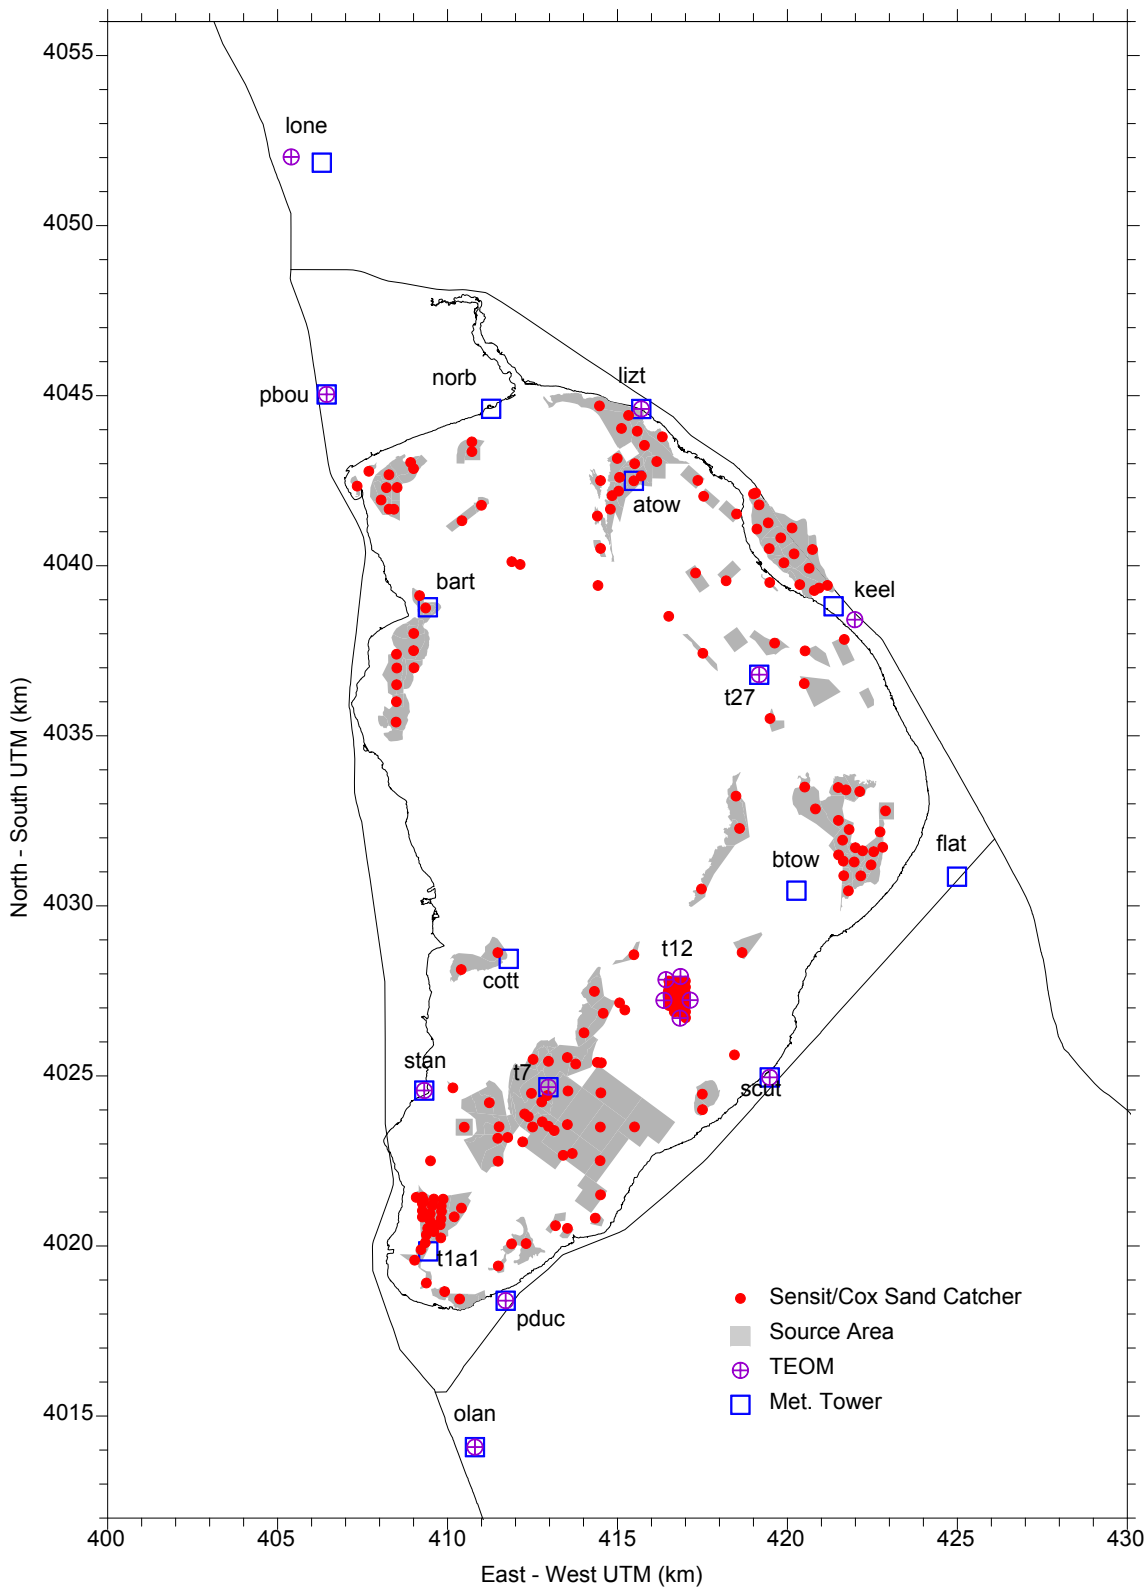 4055
lone
4050
norb
lizt
4045
pbou
atow
4040
bart
keel
t27
4035
North - South UTM (km)
flat
btow
4030
t12
cott
stan
t7
4025
scut
4020
t1a1
Sensit/Cox Sand Catcher
pduc
Source Area
TEOM
Met. Tower
4015
olan
400
405
410
415
420
425
430
East - West UTM (km)